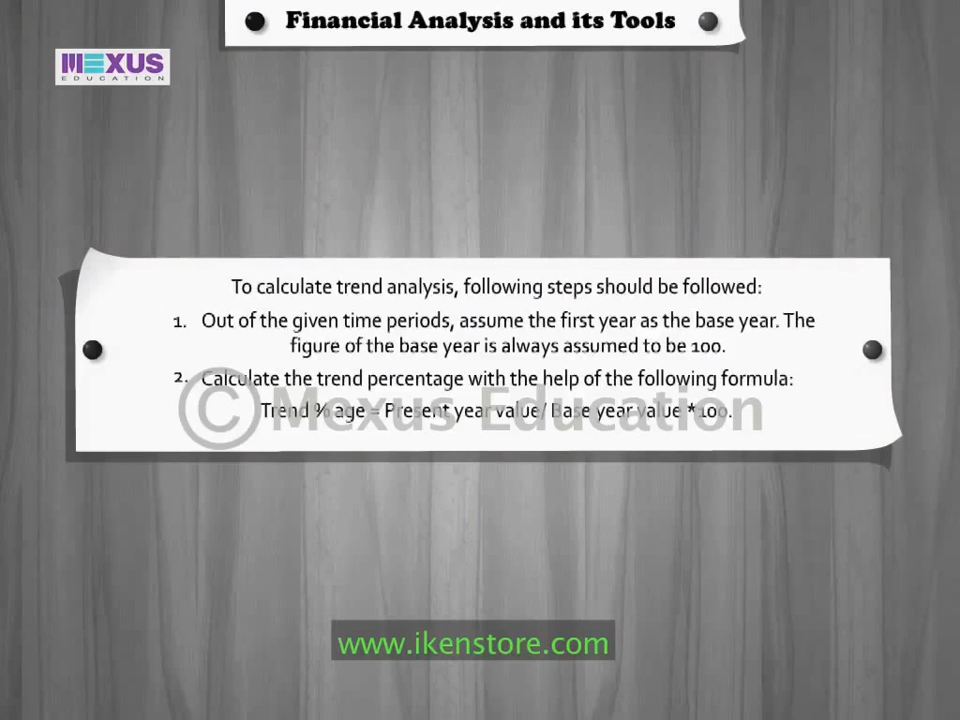 Financial Analysis and its Tools
MEXUS
EDUCATION
To calculate trend analysis, following steps should be followed:
1. Out of the given time periods, assume the first year as the base year. The
figure of the base year is always assumed to be 100.
2. Calculate the trend percentage with the help of the following formula:
Trend % age = Present year value/ Base year value *100.
© Mexus Education
www.ikenstore.com